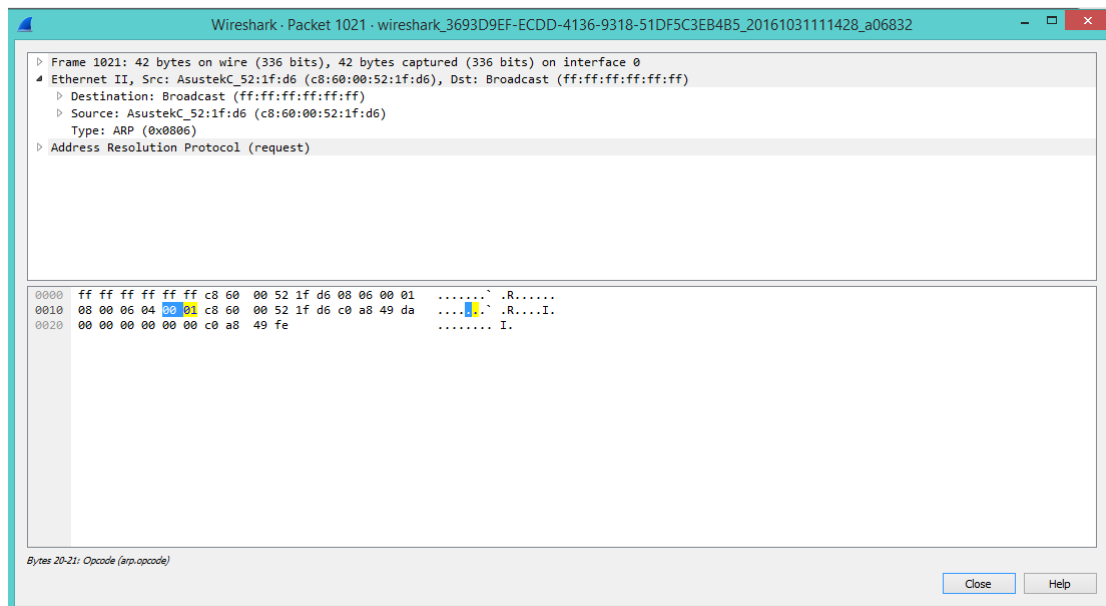 Wireshark · Packet 1021 · wireshark_3693D9EF-ECDD-4136-9318-51DF5C3EB4B5_20161031111428_a06832
Frame 1021: 42 bytes on wire (336 bits), 42 bytes captured (336 bits) on interface 0
Ethernet II, Src: AsustekC_52:1f:d6 (c8:60:00:52:1f:d6), Dst: Broadcast (ff:ff:ff:ff:ff:ff)
Destination: Broadcast (ff:ff:ff:ff:ff:ff)
Source: AsustekC_52:1f:d6 (c8:60:00:52:1f:d6)
Type: ARP (0x0806)
Address Resolution Protocol (request)
0000 ff ff ff ff ff ff c8 60 00 52 1f d6 08 06 00 01 .......` .R......
0010 08 00 06 04 00 01 c8 60 00 52 1f d6 c0 a8 49 da .......` .R....I.
0020 00 00 00 00 00 00 c0 a8 49 fe ........ I.
Bytes 20-21: Opcode (arp.opcode)
Close Help